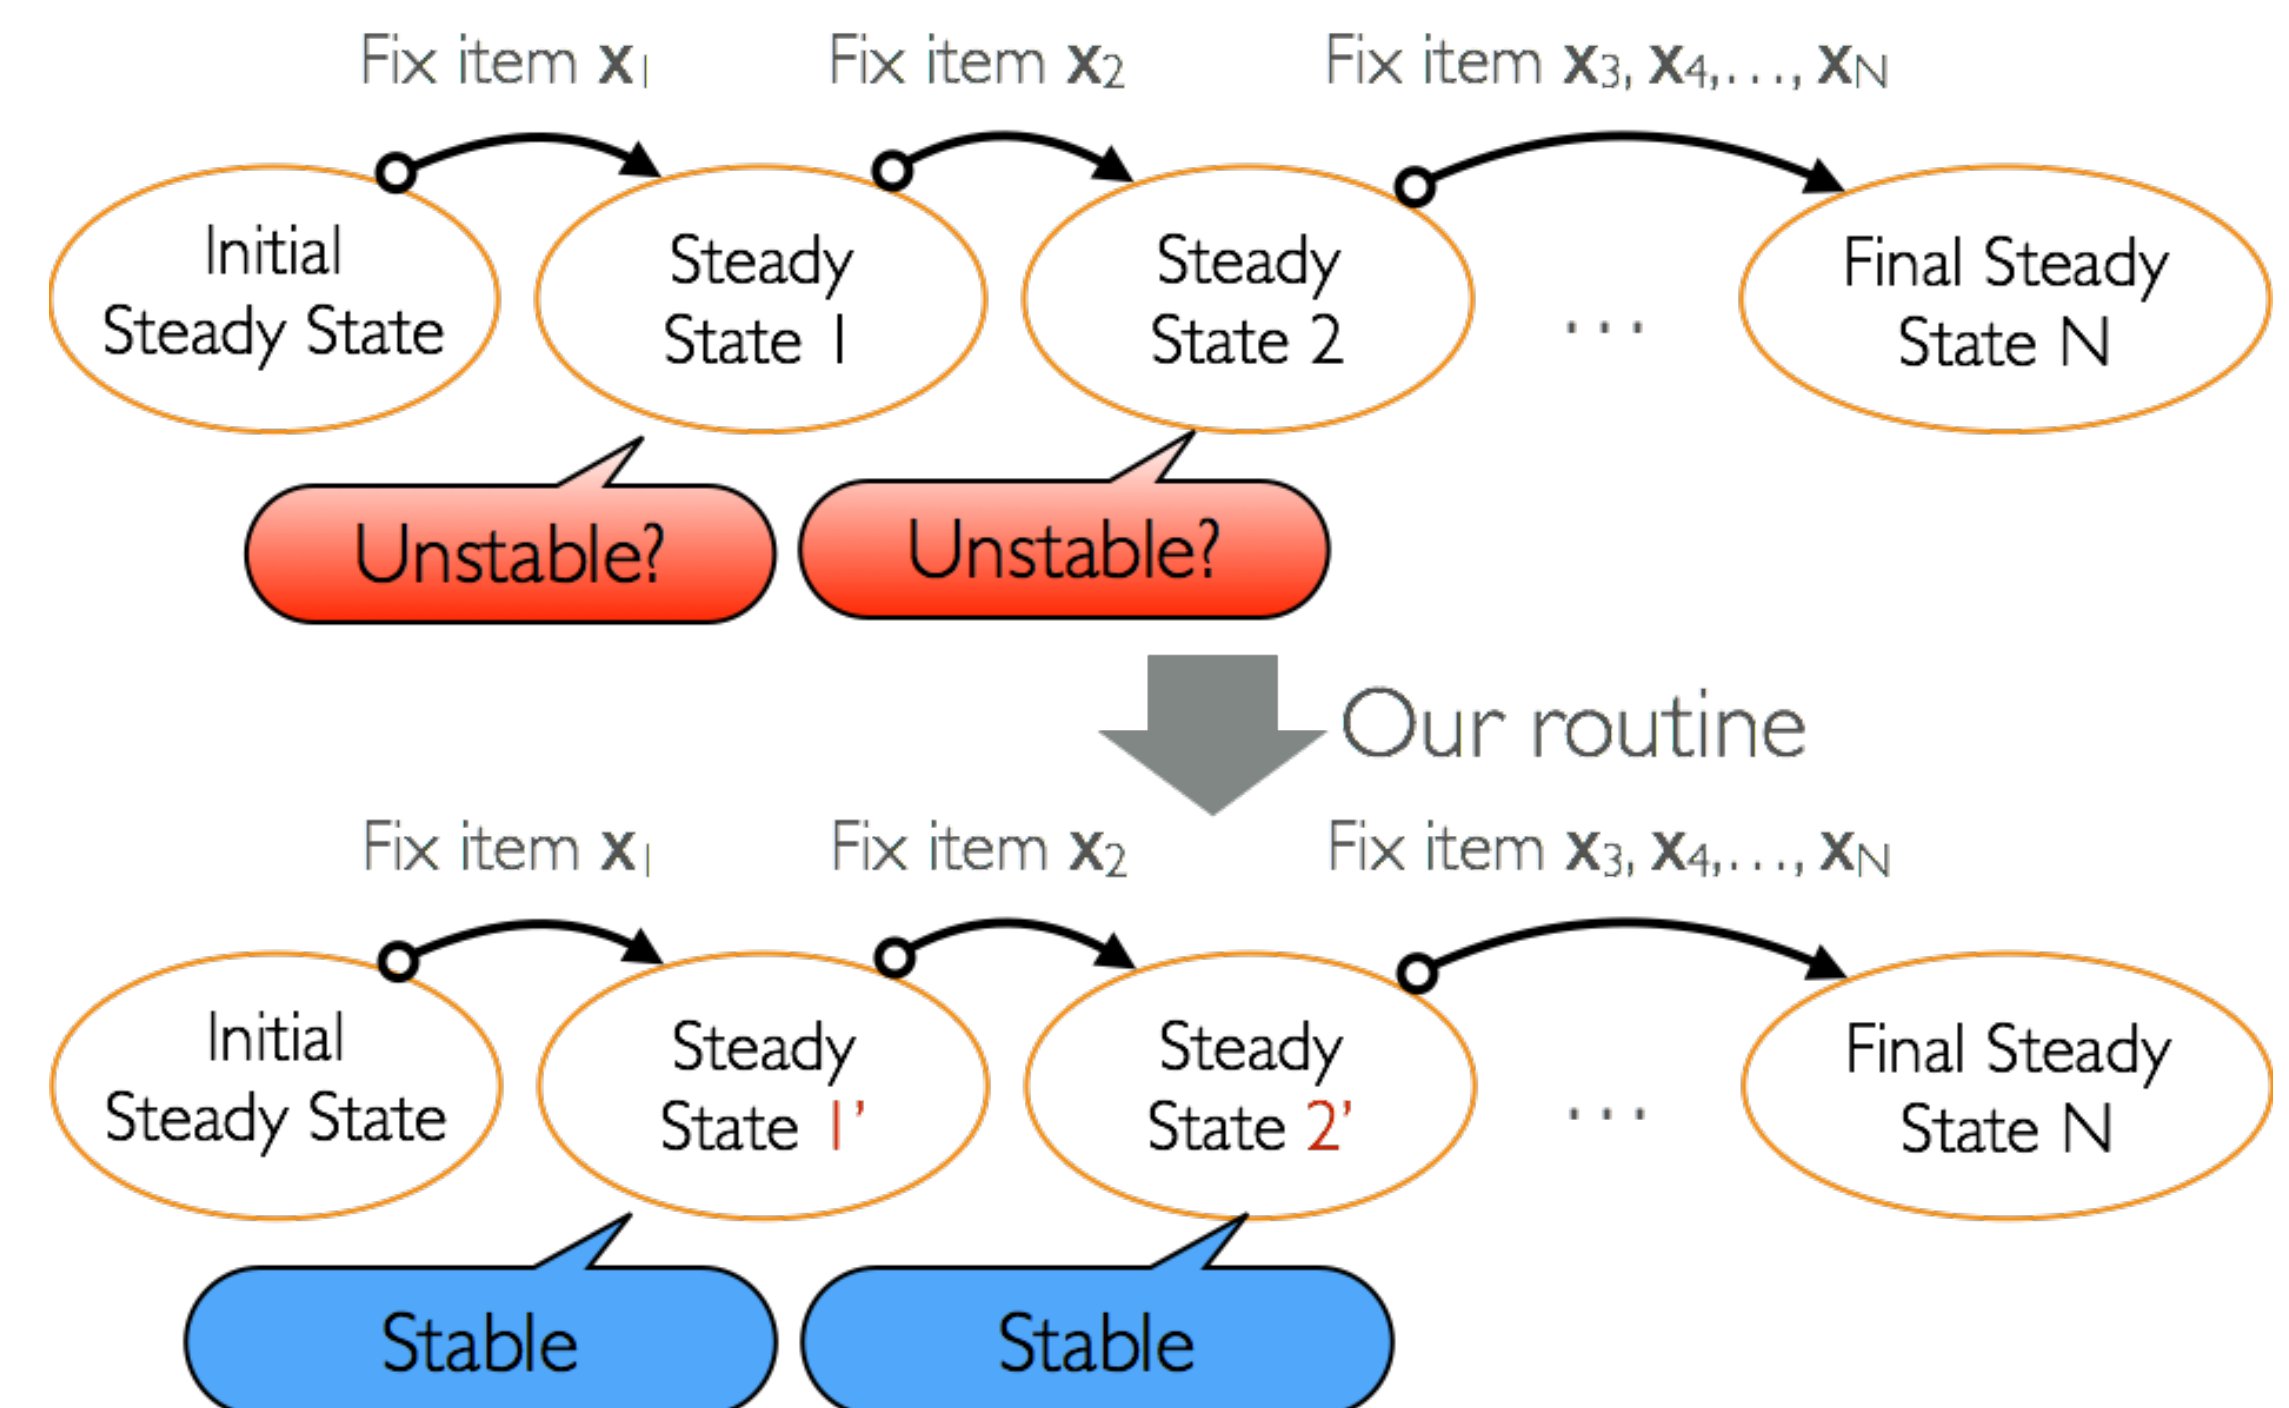 Fix item x₁ Fix item x₂ Fix item x₃, x₄,..., x_N
Initial
Steady State
Steady
State 1
Steady
State 2
...
Final Steady
State N
Unstable? Unstable?
Our routine
Fix item x₁ Fix item x₂ Fix item x₃, x₄,..., x_N
Initial
Steady State
Steady
State 1’
Steady
State 2’
...
Final Steady
State N
Stable Stable